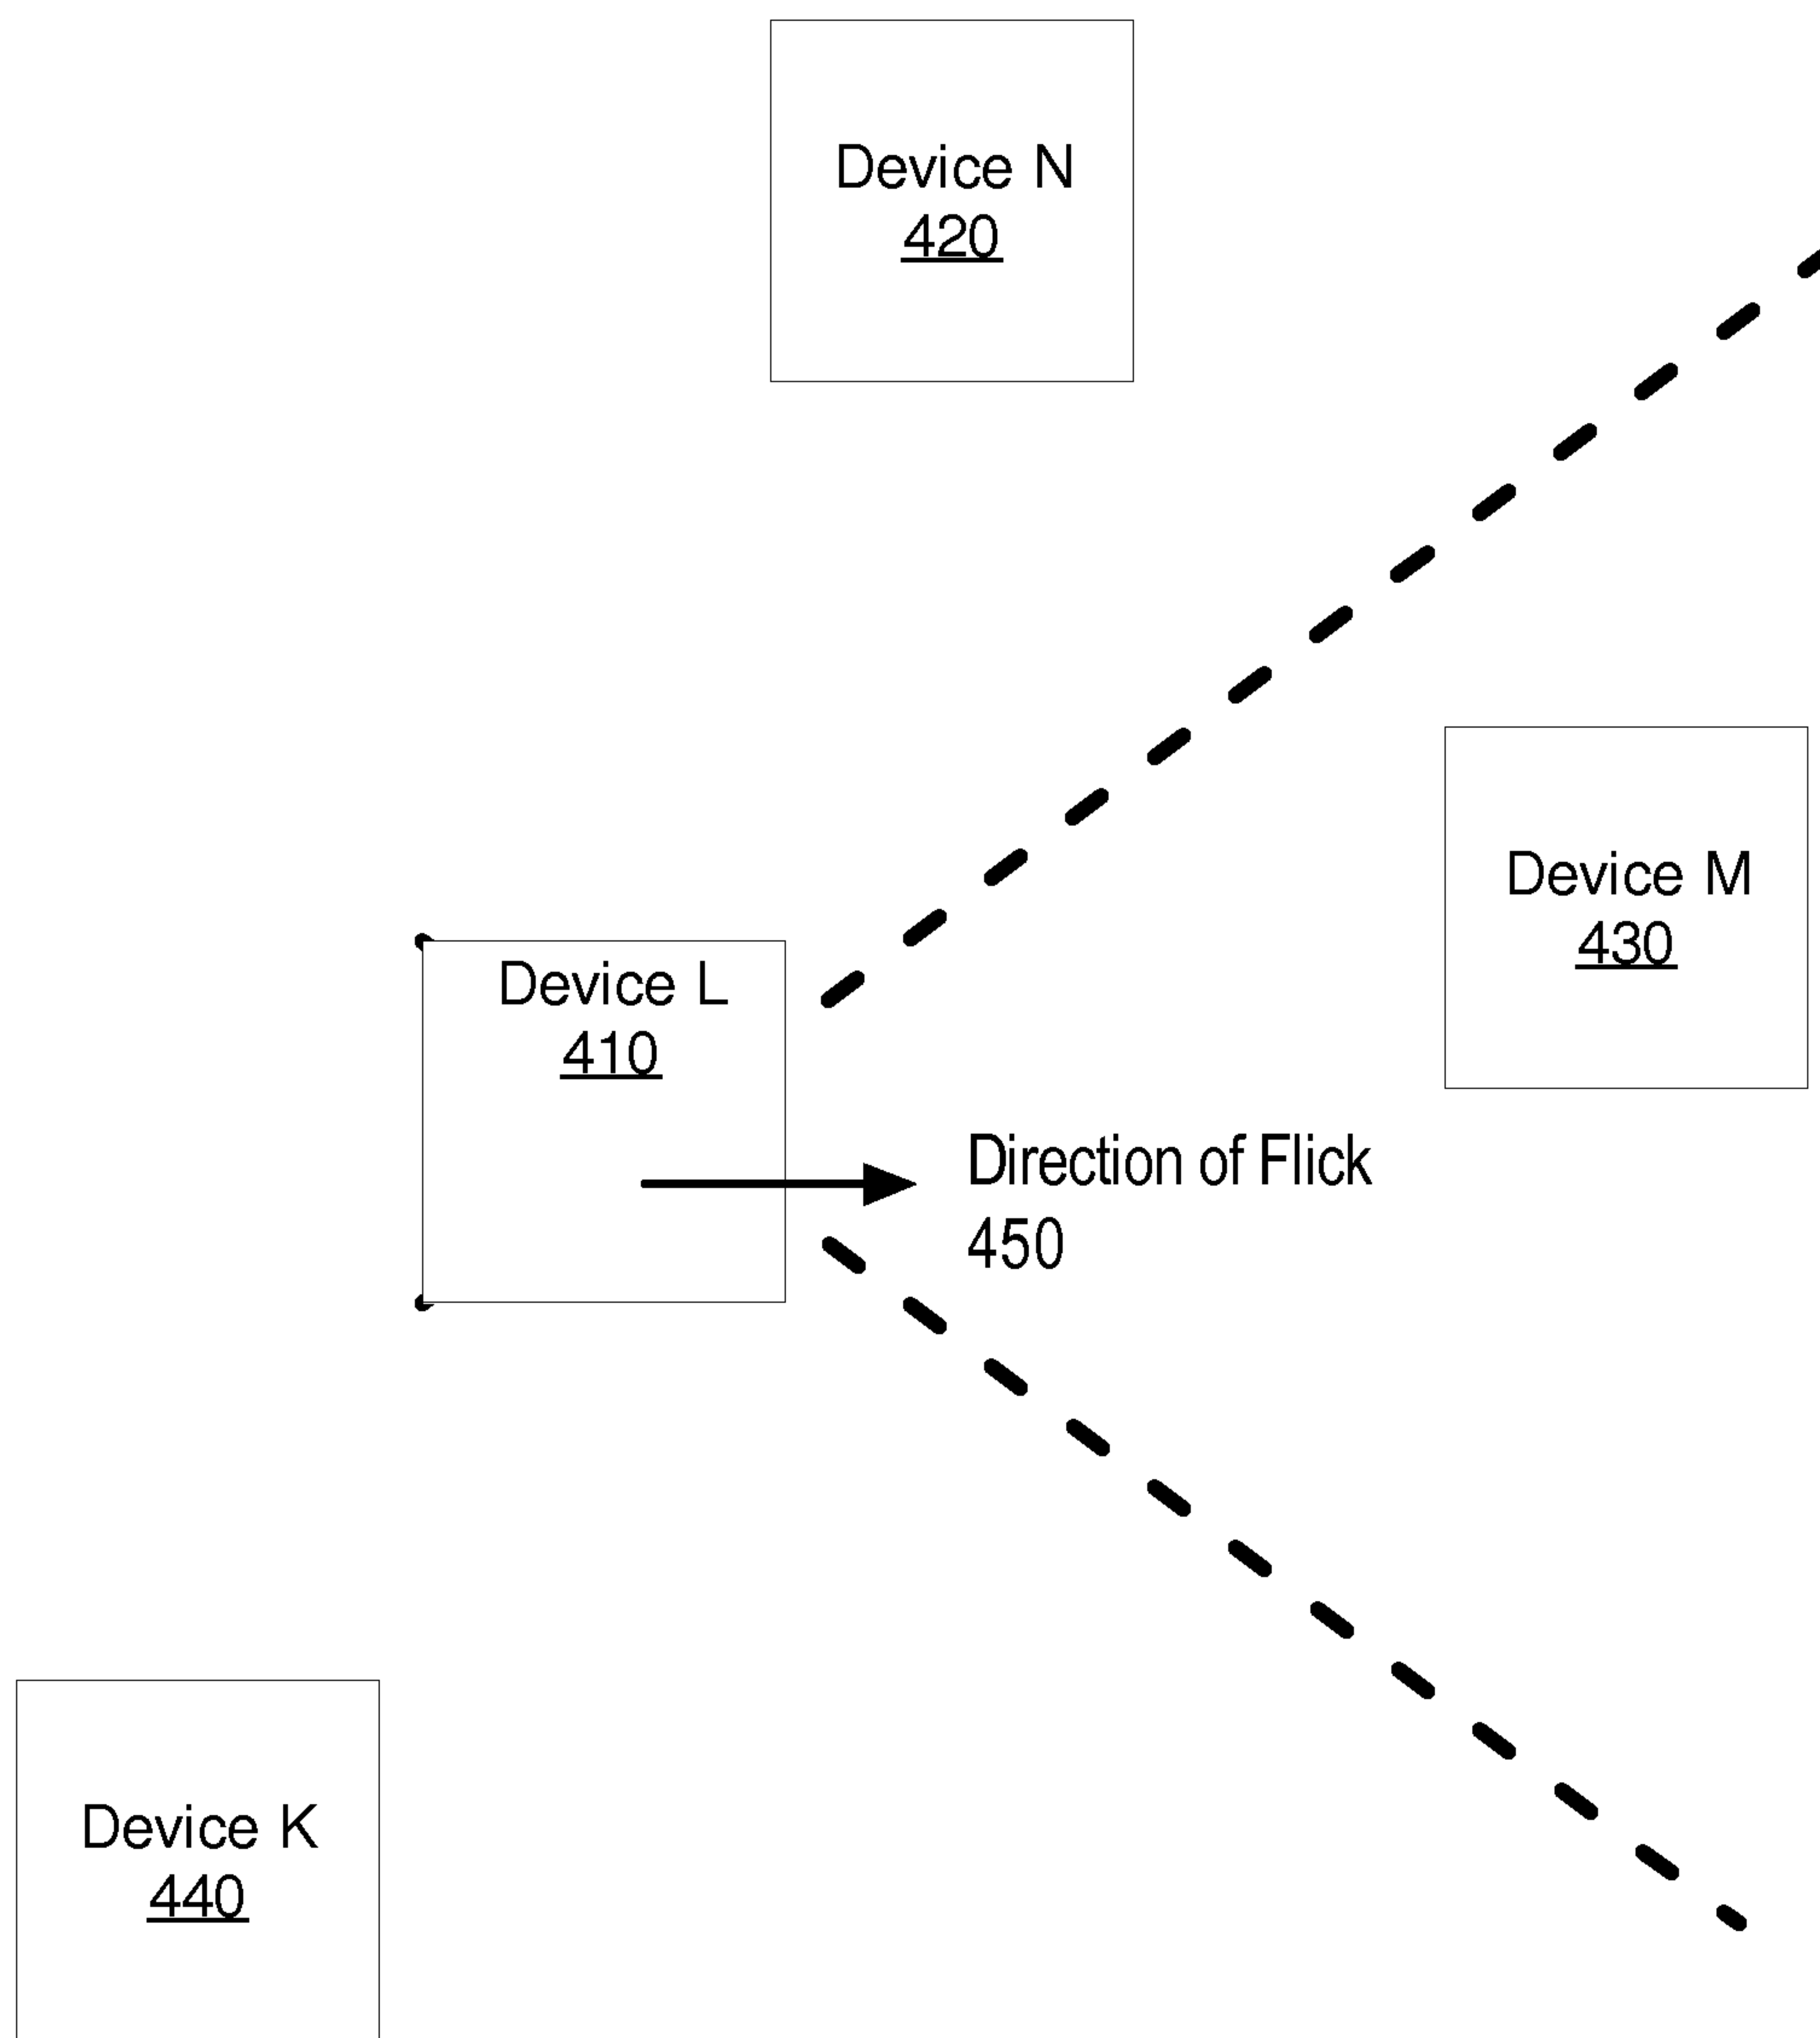 Device N
420
Device M
430
Device L
410
Direction of Flick
450
Device K
440